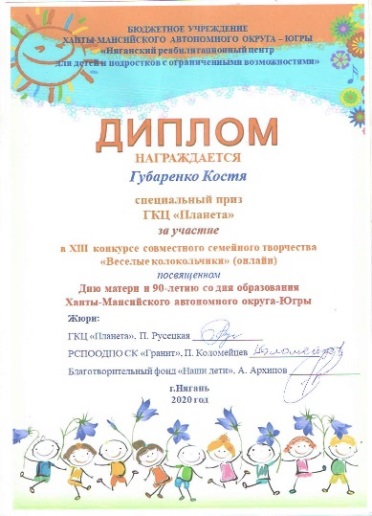 БЮДЖЕТНОЕ УЧРЕЖДЕНИЕ
ХАНТЫ-МАНСИЙСКОГО АВТОНОМНОГО ОКРУГА – ЮГРЫ
«Няганский реабилитационный центр
для детей и подростков с ограниченными возможностями»
ДИПЛОМ
НАГРАЖДАЕТСЯ
Губаренко Костя
специальный приз
ГКЦ «Планета»
за участие
в XIII конкурсе совместного семейного творчества
«Веселые колокольчики» (онлайн)
посвященном
Дню матери и 90-летию со дня образования
Ханты-Мансийского автономного округа-Югры
Жюри:
ГКЦ «Планета», П. Русецкая
РСПООДПО СК «Гранит», П. Коломейцев
Благотворительный фонд «Наши дети», А. Архипов
г.Нягань
2020 год